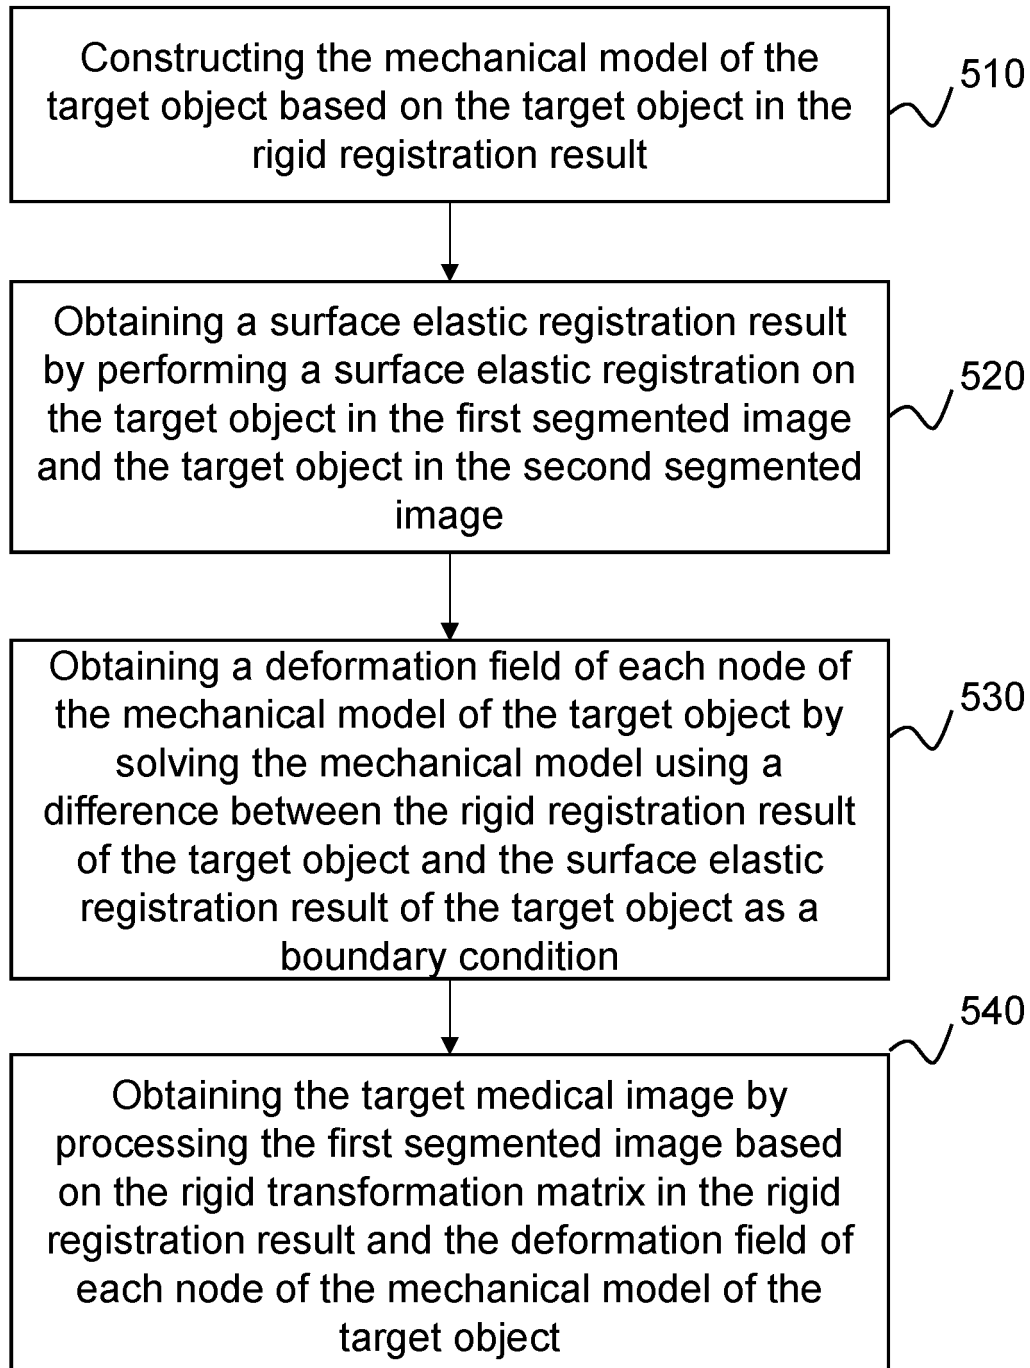 Constructing the mechanical model of the
target object based on the target object in the
rigid registration result
510
Obtaining a surface elastic registration result
by performing a surface elastic registration on
the target object in the first segmented image
and the target object in the second segmented
image
520
Obtaining a deformation field of each node of
the mechanical model of the target object by
solving the mechanical model using a
difference between the rigid registration result
of the target object and the surface elastic
registration result of the target object as a
boundary condition
530
Obtaining the target medical image by
processing the first segmented image based
on the rigid transformation matrix in the rigid
registration result and the deformation field of
each node of the mechanical model of the
target object
540